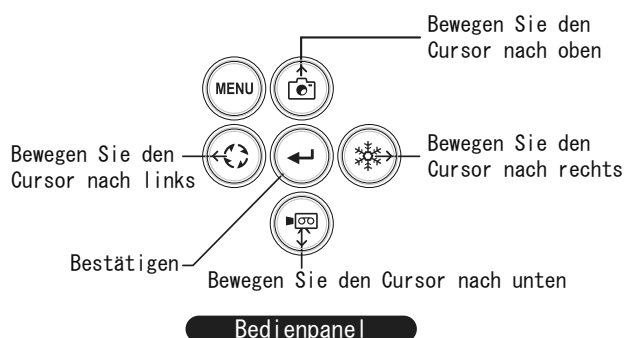 Bewegen Sie den
Cursor nach oben
MENU
Bewegen Sie den
Cursor nach links
Bewegen Sie den
Cursor nach rechts
Bestätigen
Bewegen Sie den Cursor nach unten
Bedienpanel